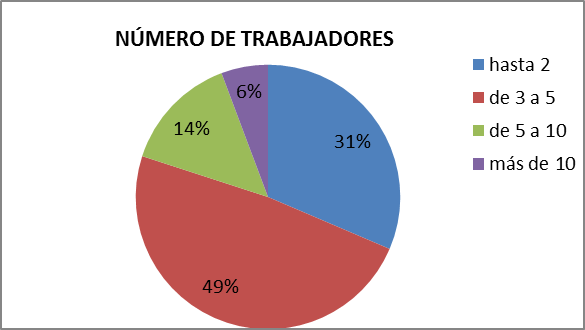 NÚMERO DE TRABAJADORES
hasta 2
de 3 a 5
de 5 a 10
más de 10
6%
14%
31%
49%